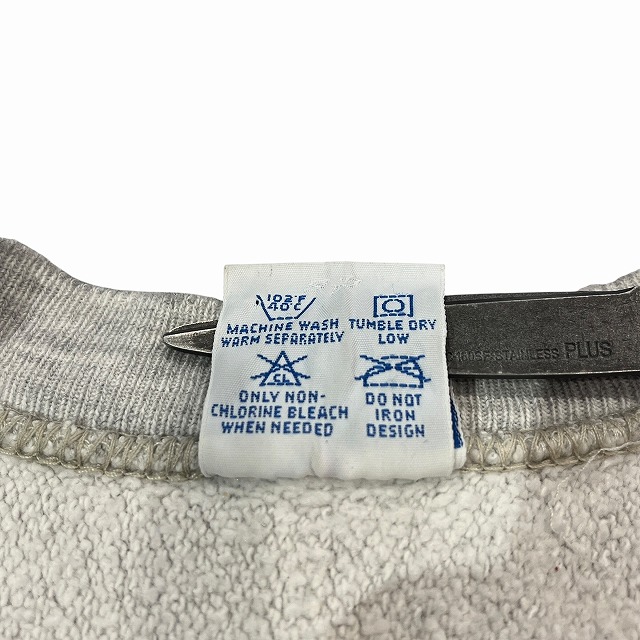 102°F
40°
MACHINE WASH
WARM SEPARATELY
TUMBLE DRY
LOW
CL
ONLY NON-
CHLORINE BLEACH
WHEN NEEDED
DO NOT
IRON
DESIGN
STAINLESS PLUS